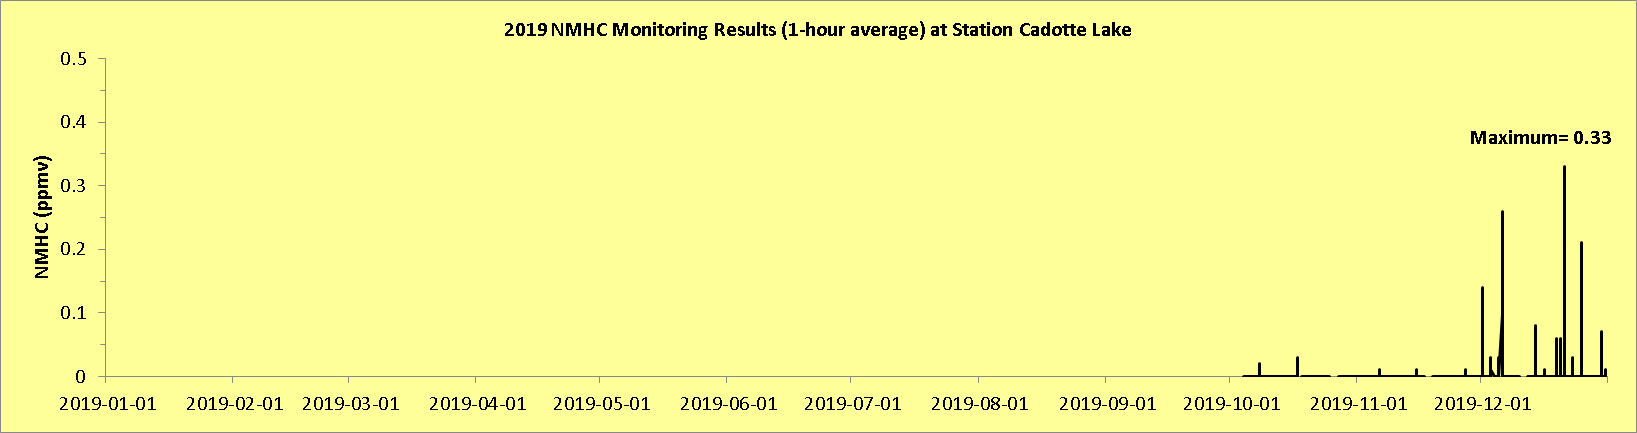 2019 NMHC Monitoring Results (1-hour average) at Station Cadotte Lake
0.5
0.4
Maximum= 0.33
0.3
NMHC (ppmv)
0.2
0.1
0
2019-01-01 2019-02-01 2019-03-01 2019-04-01 2019-05-01 2019-06-01 2019-07-01 2019-08-01 2019-09-01 2019-10-01 2019-11-01 2019-12-01